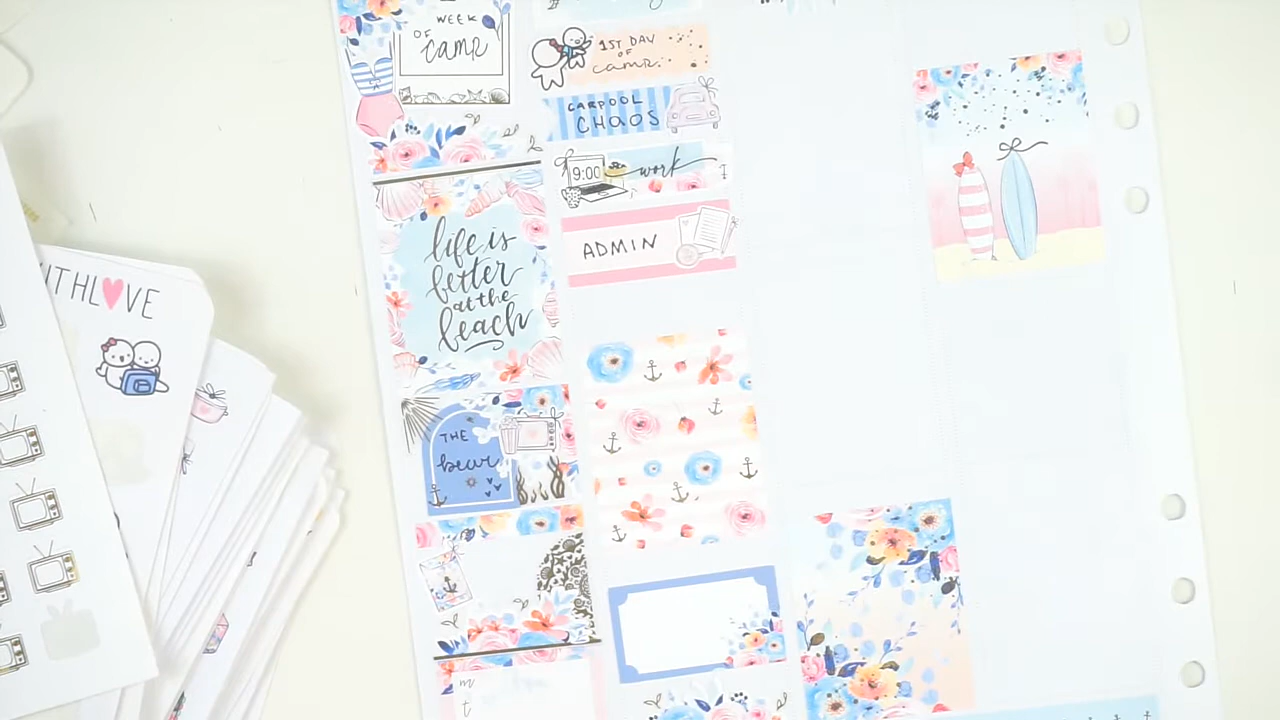 WEEK
OF
camp
1ST DAY
OF
camp.
CARPOOL
CHAOS
9:00
work
ADMIN
ITHLOVE
life is
better
at the
beach
THE
bear
m
t